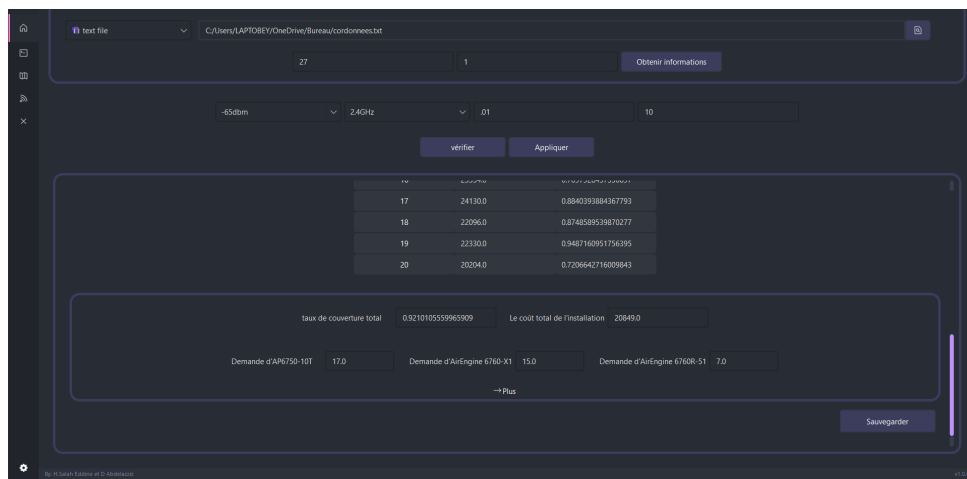 text file C:/Users/LAPTOBEY/OneDrive/Bureau/cordonnees.txt
27 1 Obtenir informations
-65dbm 2.4GHz .01 10
vérifier Appliquer
17 24130.0 0.8840393884367793
18 22096.0 0.8748589539870277
19 22330.0 0.9487160951756395
20 20204.0 0.7206642716009843
taux de couverture total 0.9210105559965909 Le coût total de l'installation 20849.0
Demande d'AP6750-10T 17.0 Demande d'AirEngine 6760-X1 15.0 Demande d'AirEngine 6760R-51 7.0
→Plus
Sauvegarder
By: H.Salah Eddine et D.Abdelaziz v1.0